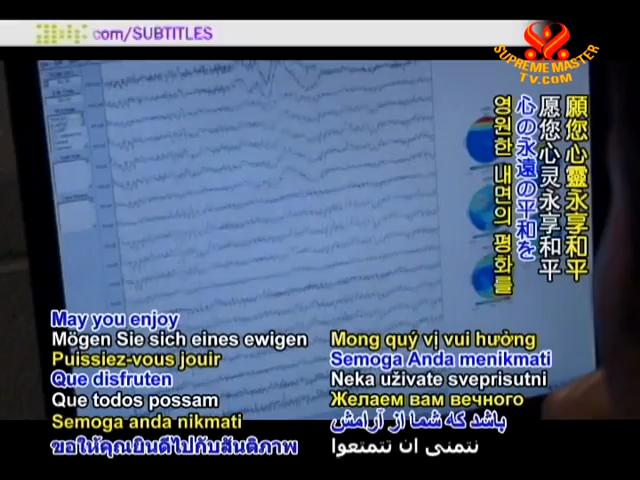 com/SUBTITLES
SUPREME MASTER
TV.COM
願您心靈永享和平
愿您心灵永享和平
心の永遠の平和を
영원한 내면의 평화를
May you enjoy
Mögen Sie sich eines ewigen
Puissiez-vous jouir
Que disfruten
Que todos possam
Semoga anda nikmati
ขอให้คุณยินดีไปกับสันติภาพ
Mong quý vị vui hưởng
Semoga Anda menikmati
Neka uživate sveprisutni
Желаем вам вечного
باشد که شما از آرامش
نتمنى ان تتمتعوا